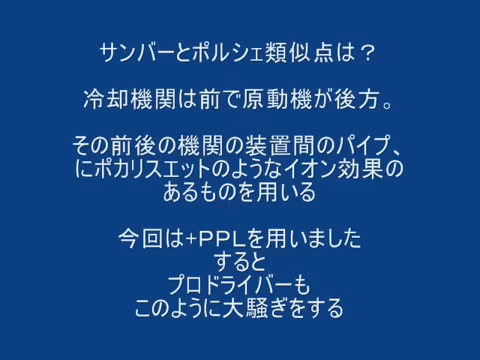 サンバーとポルシェ類似点は？
冷却機関は前で原動機が後方。
その前後の機関の装置間のパイプ、
にポカリスエットのようなイオン効果の
あるものを用いる
今回は+ＰＰＬを用いました
すると
プロドライバーも
このように大騒ぎをする